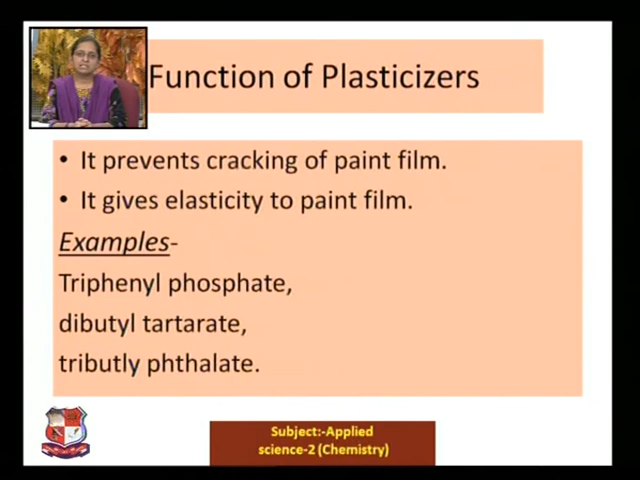 Function of Plasticizers
• It prevents cracking of paint film.
• It gives elasticity to paint film.
Examples-
Triphenyl phosphate,
dibutyl tartarate,
tributly phthalate.
Subject:-Applied
science-2 (Chemistry)